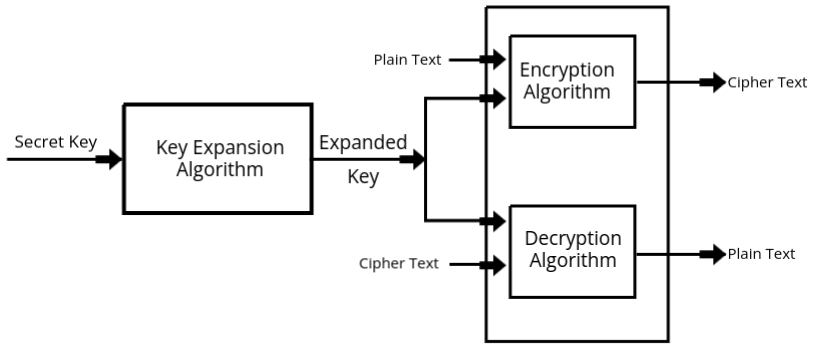 Plain Text
Encryption
Algorithm
Cipher Text
Secret Key
Key Expansion
Algorithm
Expanded
Key
Decryption
Algorithm
Cipher Text
Plain Text